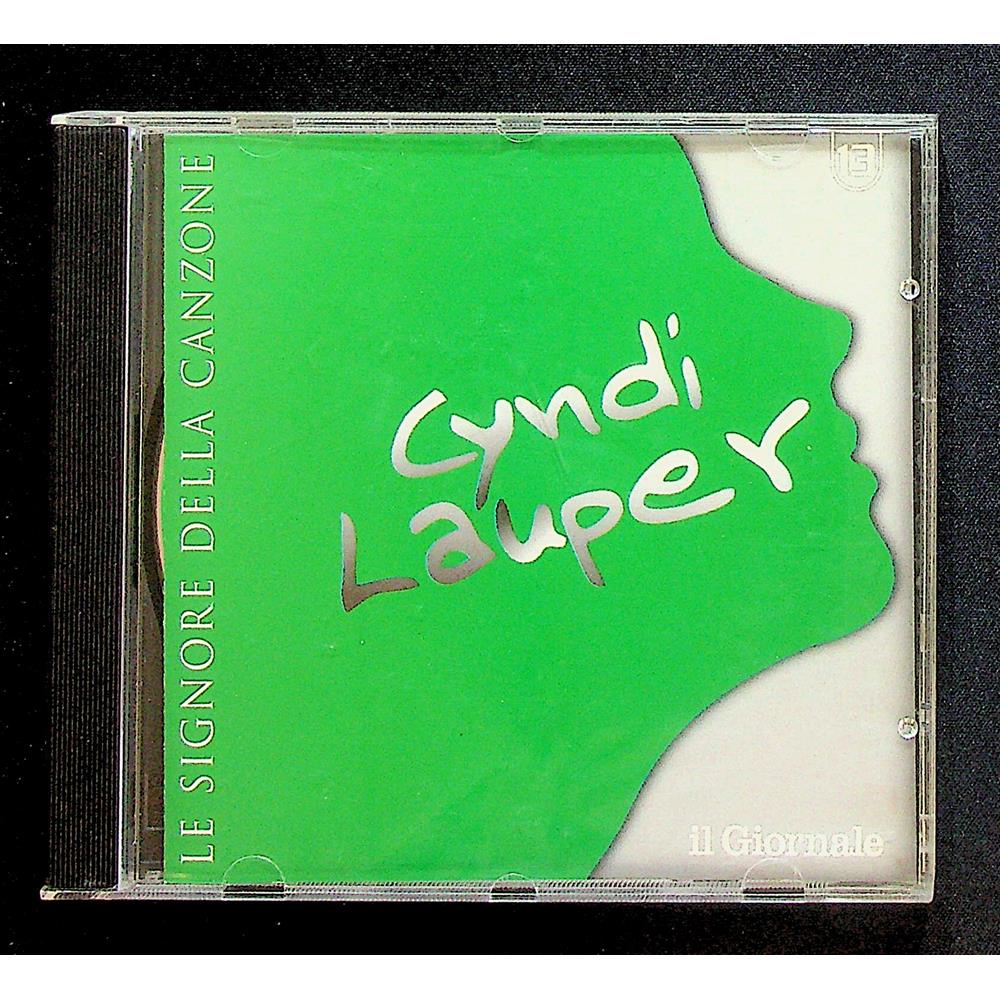 LE SIGNORE DELLA CANZONE
13
Cyndi
Lauper
il Giornale